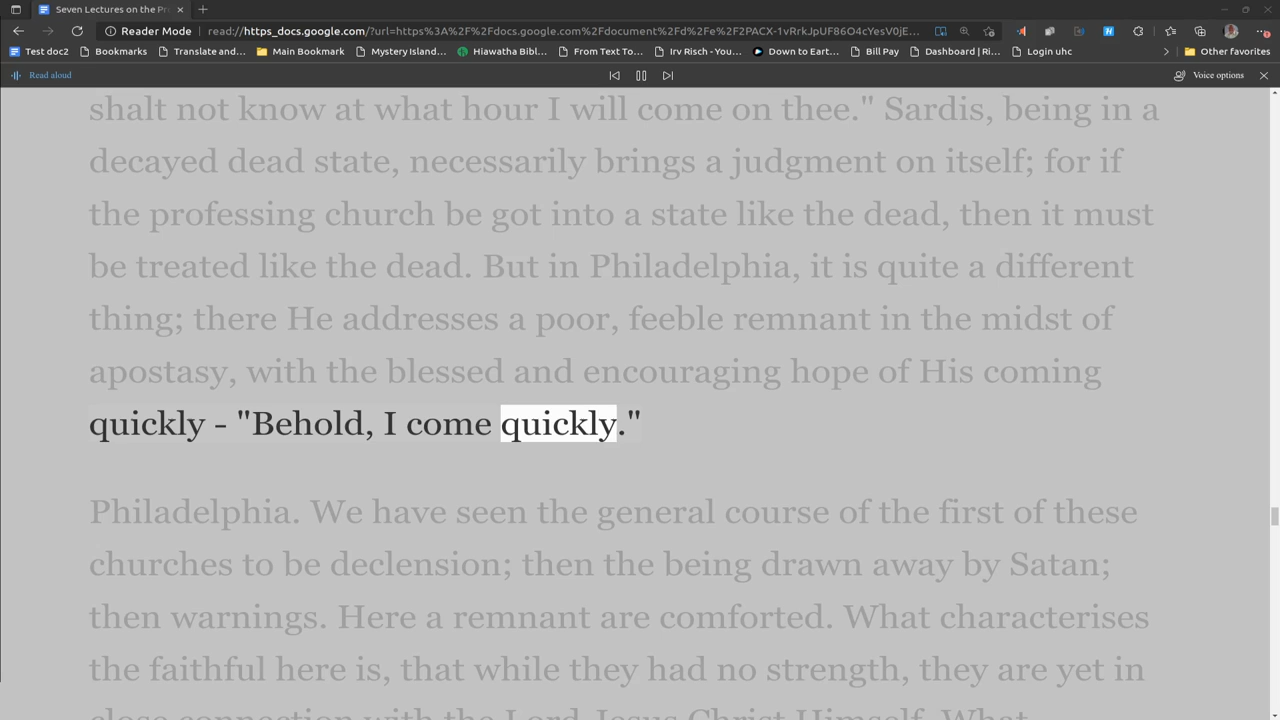 Seven Lectures on the Pr
Reader Mode
read://https_docs.google.com/?url=https%3A%2F%2Fdocs.google.com%2Fdocument%2Fd%2Fe%2F2PACX-1vRrkJpUF86O4cYesV0jE...
Test doc2 Bookmarks Translate and... Main Bookmark Mystery Island... Hiawatha Bibl... From Text To... Irv Risch - You... Down to Eart... Bill Pay Dashboard | Ri... Login uhc Other favorites
Read aloud Voice options
shalt not know at what hour I will come on thee." Sardis, being in a
decayed dead state, necessarily brings a judgment on itself; for if
the professing church be got into a state like the dead, then it must
be treated like the dead. But in Philadelphia, it is quite a different
thing; there He addresses a poor, feeble remnant in the midst of
apostasy, with the blessed and encouraging hope of His coming
quickly - "Behold, I come quickly."
Philadelphia. We have seen the general course of the first of these
churches to be declension; then the being drawn away by Satan;
then warnings. Here a remnant are comforted. What characterises
the faithful here is, that while they had no strength, they are yet in
close connection with the Lord Jesus Christ Himself. What